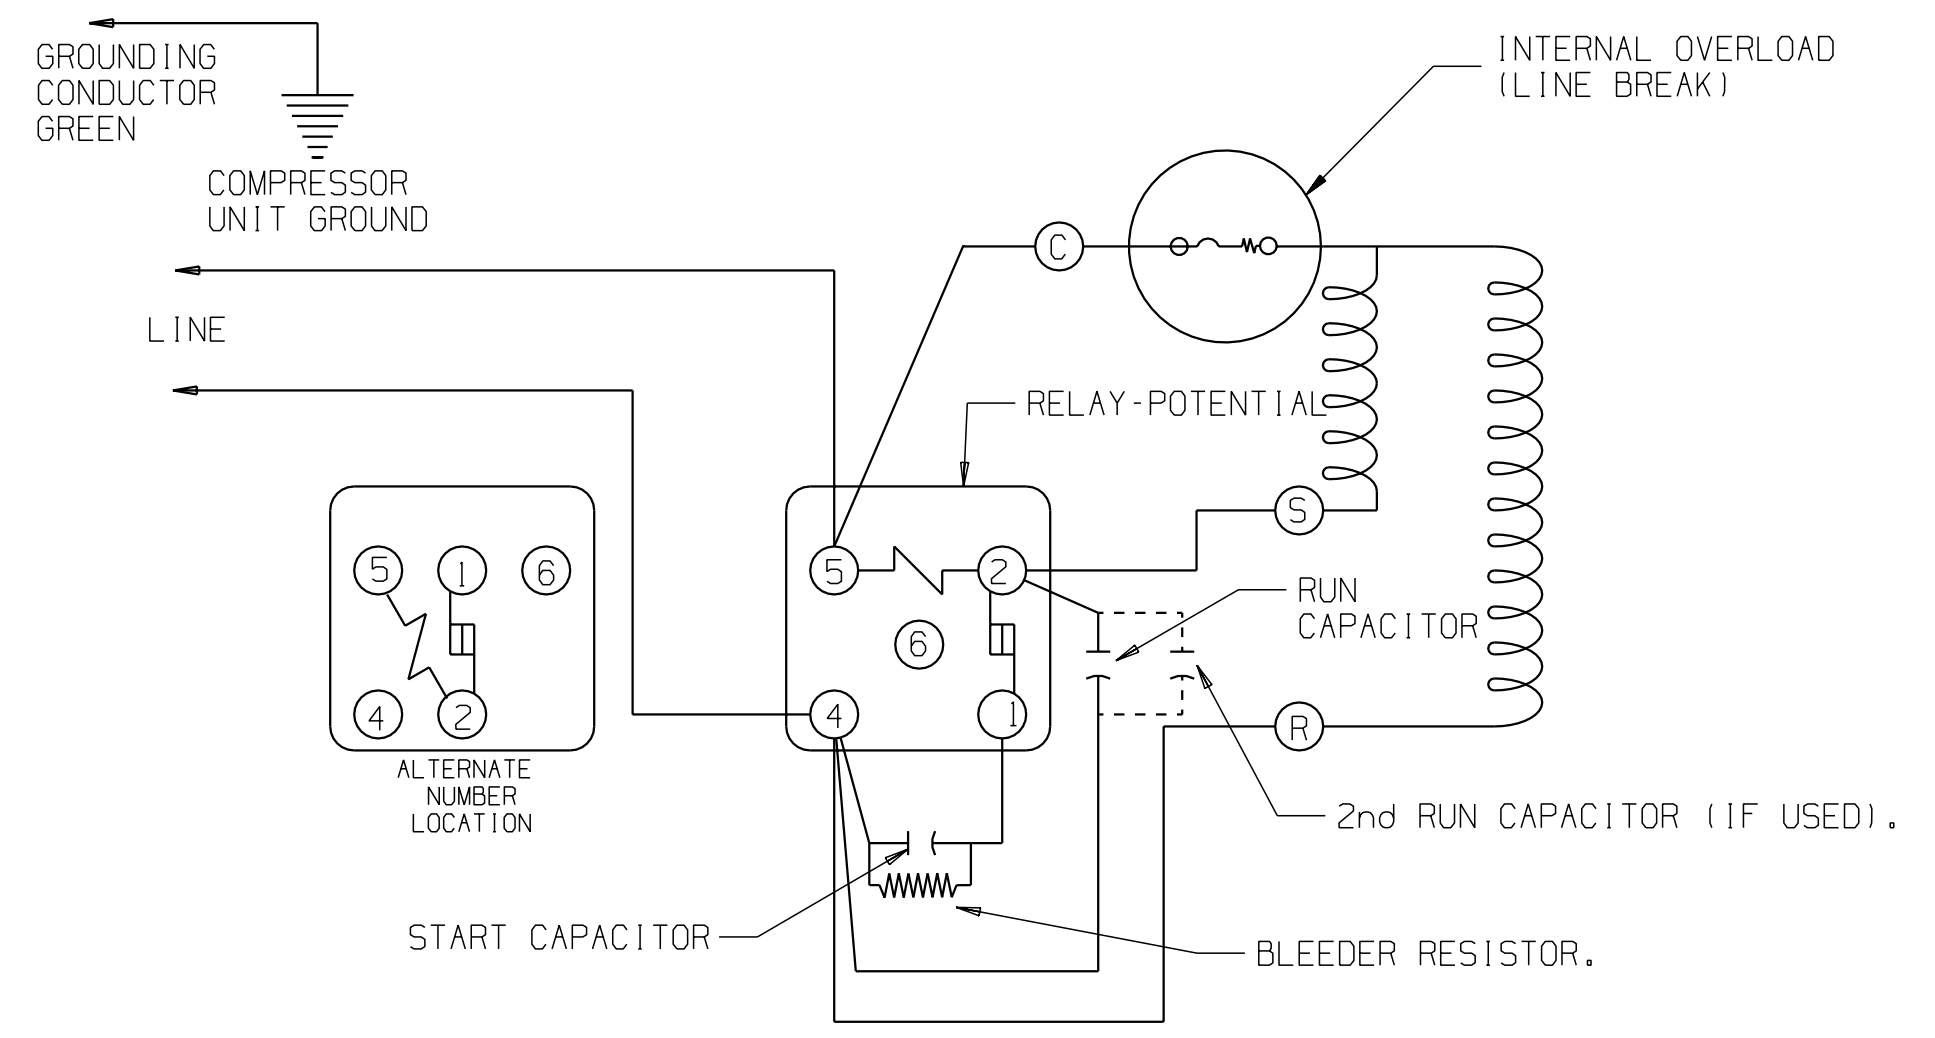 GROUNDING
CONDUCTOR
GREEN
COMPRESSOR
UNIT GROUND
INTERNAL OVERLOAD
(LINE BREAK)
C
LINE
RELAY-POTENTIAL
S
5
1
6
5
2
RUN
CAPACITOR
6
4
2
4
1
R
ALTERNATE
NUMBER
LOCATION
2nd RUN CAPACITOR (IF USED).
START CAPACITOR
BLEEDER RESISTOR.